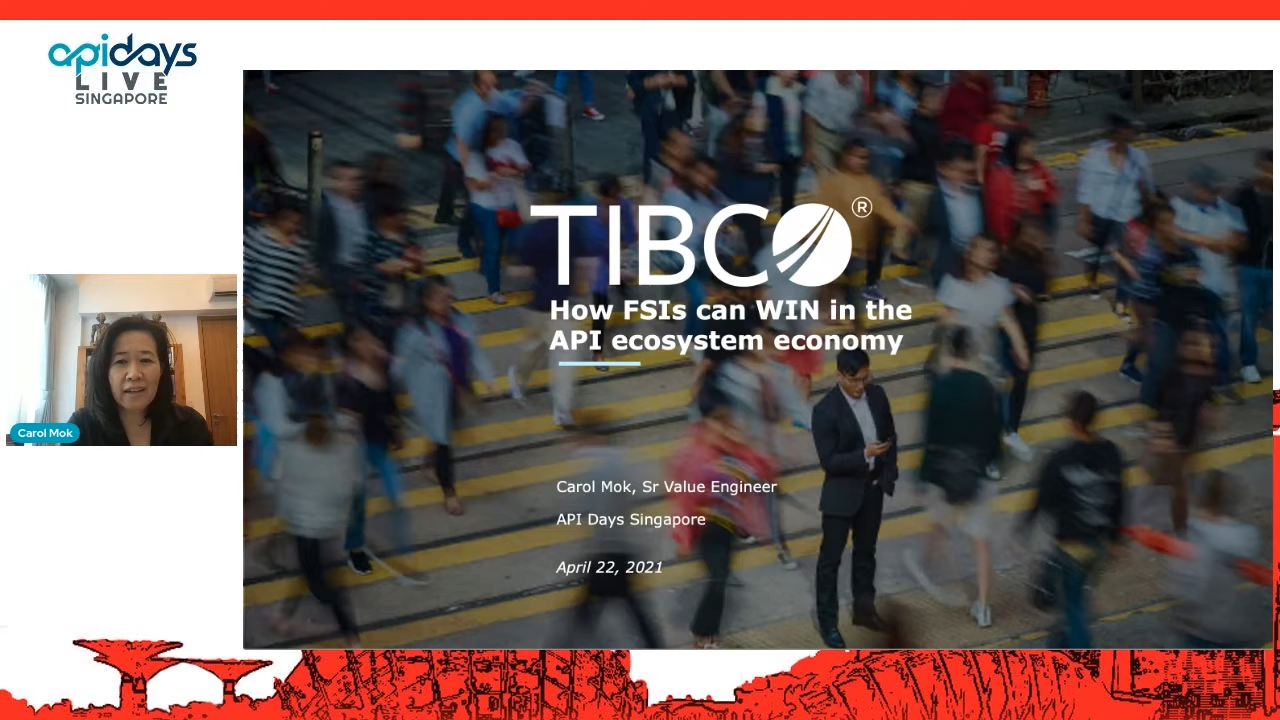 apidays
LIVE
SINGAPORE
TIBCO®
How FSIs can WIN in the
API ecosystem economy
Carol Mok, Sr Value Engineer
API Days Singapore
April 22, 2021
Carol Mok